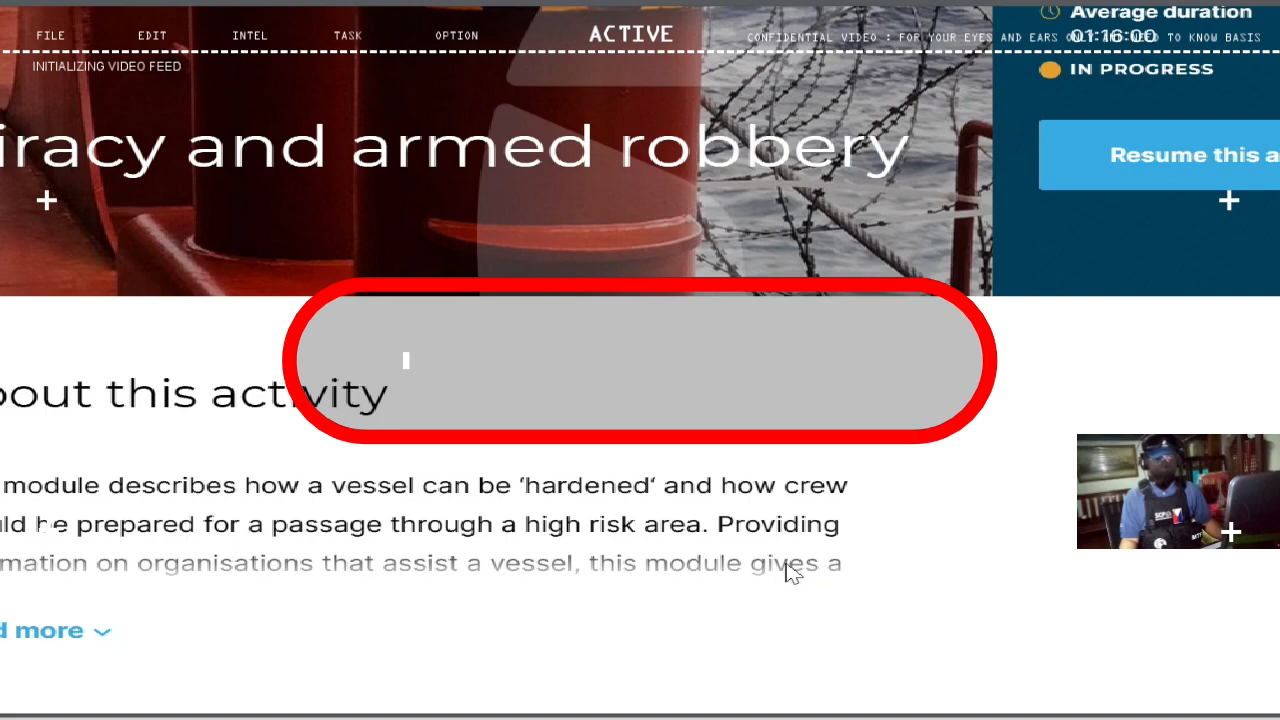 Average duration
FILE EDIT INTEL TASK OPTION ACTIVE CONFIDENTIAL VIDEO : FOR YOUR EYES AND EARS TO KNOW BASIS
01:16:00
INITIALIZING VIDEO FEED
IN PROGRESS
iracy and armed robbery
Resume this a
bout this activity
module describes how a vessel can be ‘hardened‘ and how crew
ld be prepared for a passage through a high risk area. Providing
mation on organisations that assist a vessel, this module gives a
d more